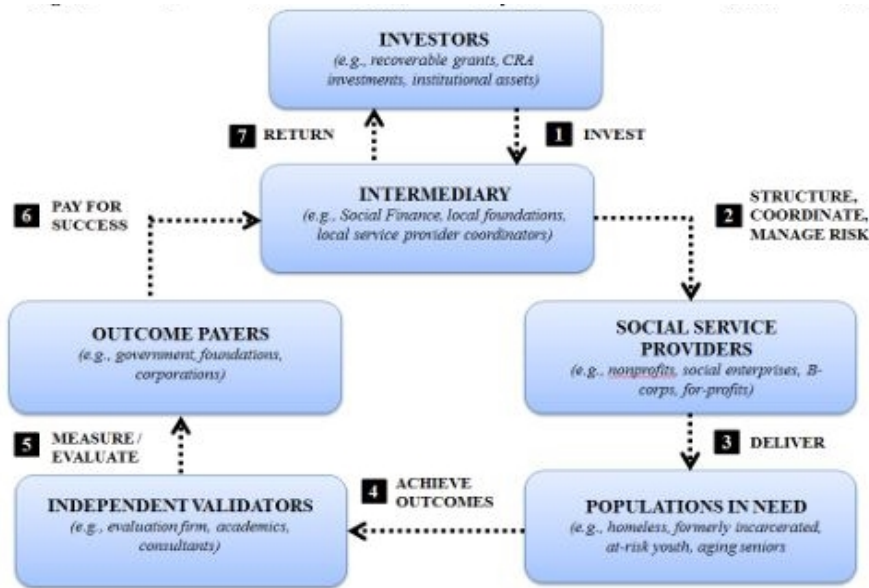 INVESTORS
(e.g., recoverable grants, CRA
investments, institutional assets)
7 RETURN
1 INVEST
INTERMEDIARY
(e.g., Social Finance, local foundations,
local service provider coordinators)
6 PAY FOR
SUCCESS
2 STRUCTURE,
COORDINATE,
MANAGE RISK
OUTCOME PAYERS
(e.g., government, foundations,
corporations)
SOCIAL SERVICE
PROVIDERS
(e.g., nonprofits, social enterprises, B-
corps, for-profits)
5 MEASURE /
EVALUATE
3 DELIVER
4 ACHIEVE
OUTCOMES
INDEPENDENT VALIDATORS
(e.g., evaluation firm, academics,
consultants)
POPULATIONS IN NEED
(e.g., homeless, formerly incarcerated,
at-risk youth, aging seniors